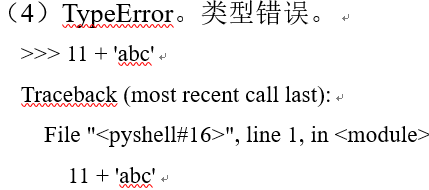 （4）TypeError。类型错误。
>>> 11 + 'abc'
Traceback (most recent call last):
File "<pyshell#16>", line 1, in <module>
11 + 'abc'